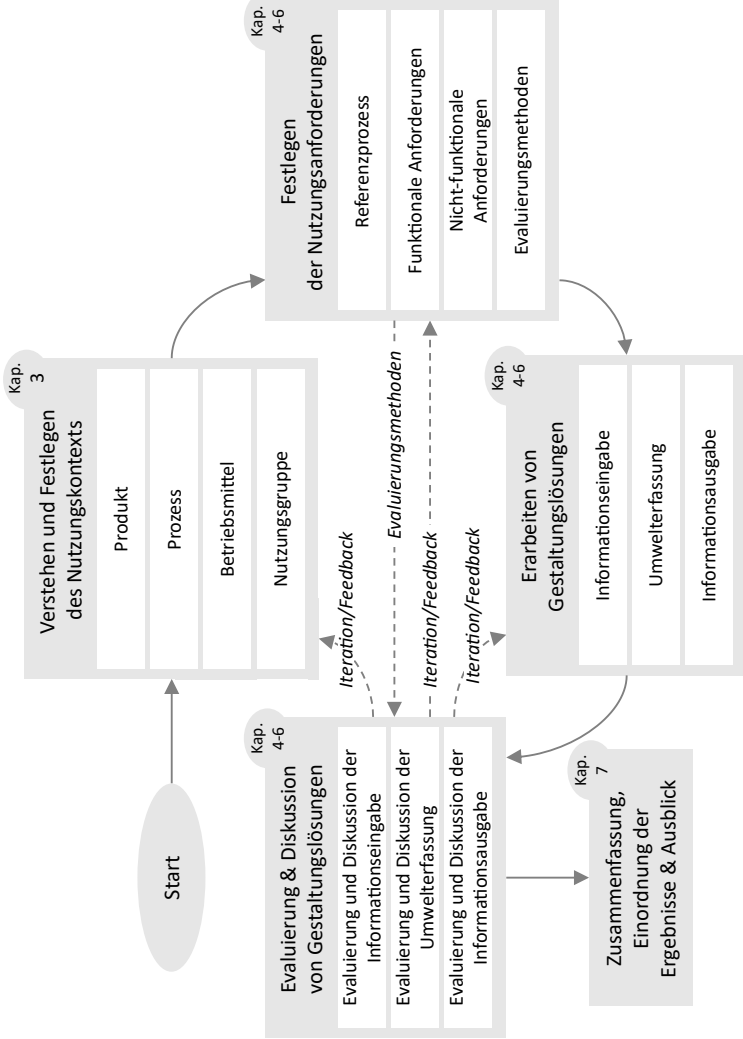 Start
Kap.
3
Verstehen und Festlegen
des Nutzungskontexts
Produkt
Prozess
Betriebsmittel
Nutzungsgruppe
Kap.
4-6
Festlegen
der Nutzungsanforderungen
Referenzprozess
Funktionale Anforderungen
Nicht-funktionale
Anforderungen
Evaluierungsmethoden
Kap.
4-6
Evaluierung & Diskussion
von Gestaltungslösungen
Evaluierung und Diskussion der
Informationseingabe
Evaluierung und Diskussion der
Umwelterfassung
Evaluierung und Diskussion der
Informationsausgabe
Iteration/Feedback
Evaluierungsmethoden
Iteration/Feedback
Iteration/Feedback
Kap.
4-6
Erarbeiten von
Gestaltungslösungen
Informationseingabe
Umwelterfassung
Informationsausgabe
Kap.
7
Zusammenfassung,
Einordnung der
Ergebnisse & Ausblick